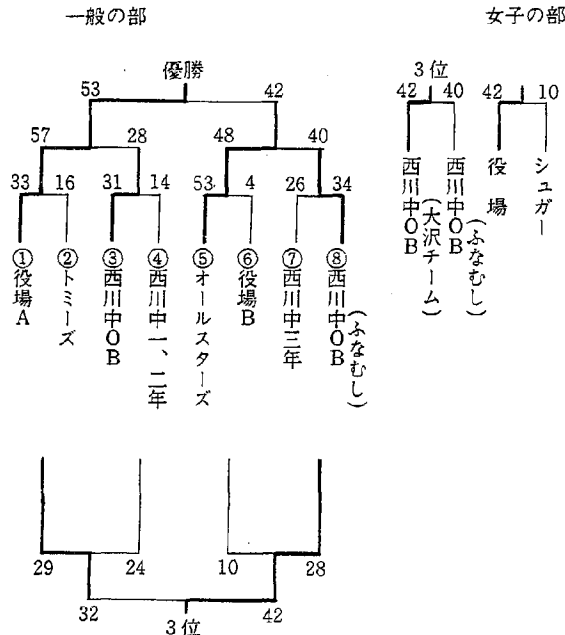 一般の部
女子の部
優勝
53 42
57 28 48 40
33 16 31 14 53 4 26 34
①役場A
②トミーズ
③西川中OB
④西川中一、二年
⑤オールスターズ
⑥役場B
⑦西川中三年
⑧西川中OB
(ふなむし)
3位
42 40 42 10
西川中OB
(大沢チーム)
西川中OB
(ふなむし)
役場
シュガー
29 24 10 28
32 42
3位